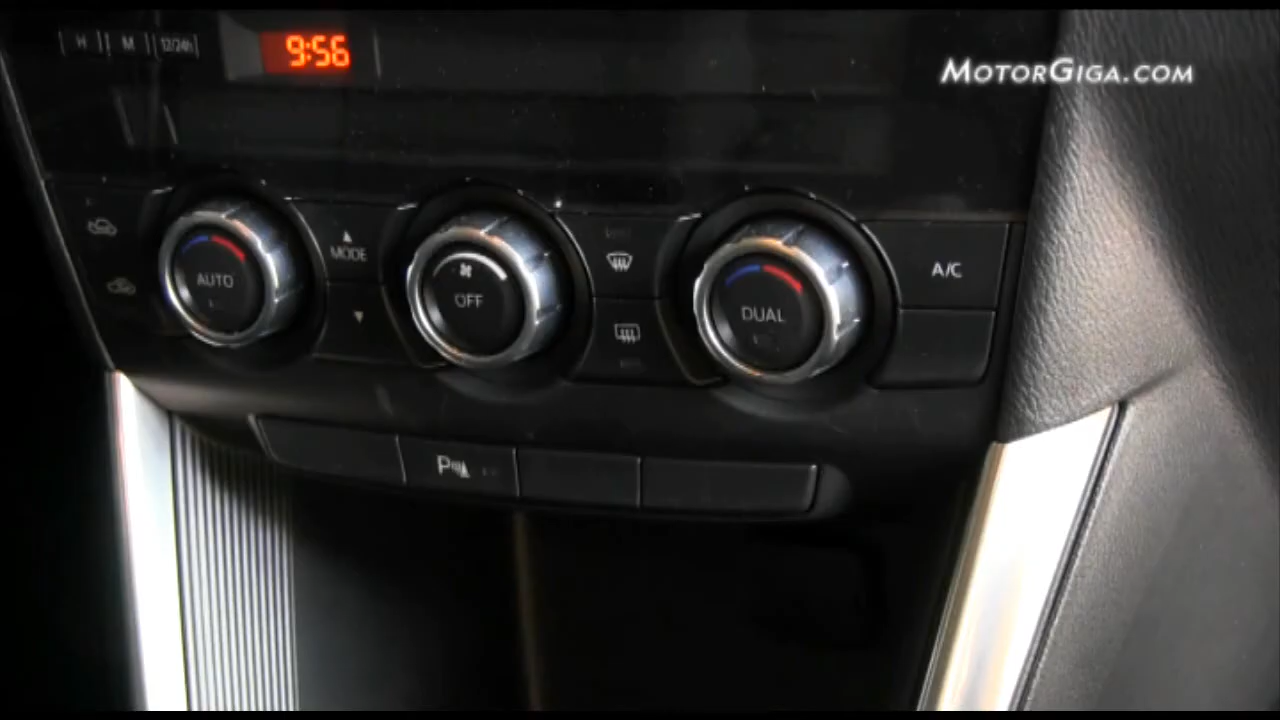 H M 12/24h 9:56
MOTORGIGA.COM
AUTO
MODE
OFF
DUAL
A/C
P